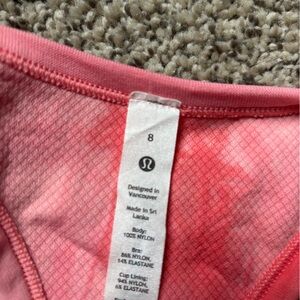 8
Designed in
Vancouver
Made in Sri
Lanka
Body:
100% NYLON
Bra:
86% NYLON,
14% ELASTANE
Cup Lining:
94% NYLON,
6% ELASTANE